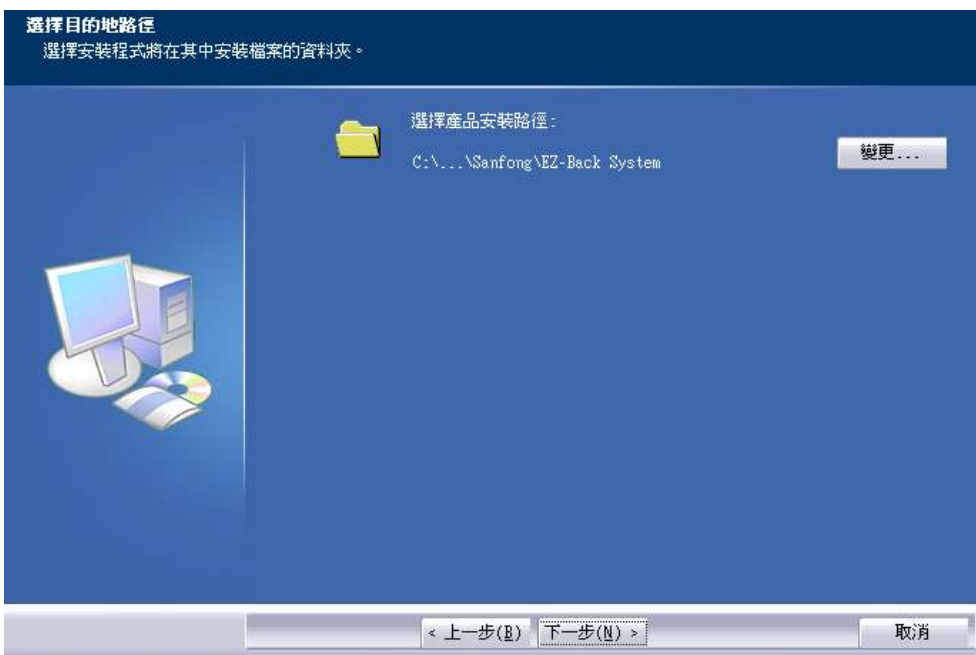 選擇目的地路徑
選擇安裝程式將在其中安裝檔案的資料夾。
選擇產品安裝路徑:
C:\...\Sanfong\EZ-Back System
變更...
< 上一步(B)
下一步(N) >
取消